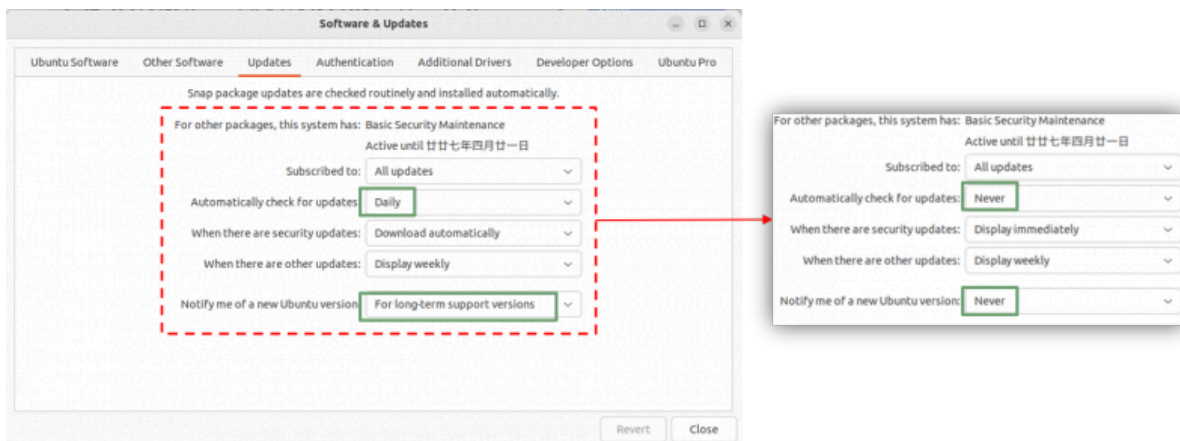 Software & Updates
Ubuntu Software Other Software Updates Authentication Additional Drivers Developer Options Ubuntu Pro
Snap package updates are checked routinely and installed automatically.
For other packages, this system has: Basic Security Maintenance
Active until 廿廿七年四月廿一日
Subscribed to: All updates
Automatically check for updates Daily
When there are security updates: Download automatically
When there are other updates: Display weekly
Notify me of a new Ubuntu version For long-term support versions
Revert Close
For other packages, this system has: Basic Security Maintenance
Active until 廿廿七年四月廿一日
Subscribed to: All updates
Automatically check for updates: Never
When there are security updates: Display immediately
When there are other updates: Display weekly
Notify me of a new Ubuntu version: Never